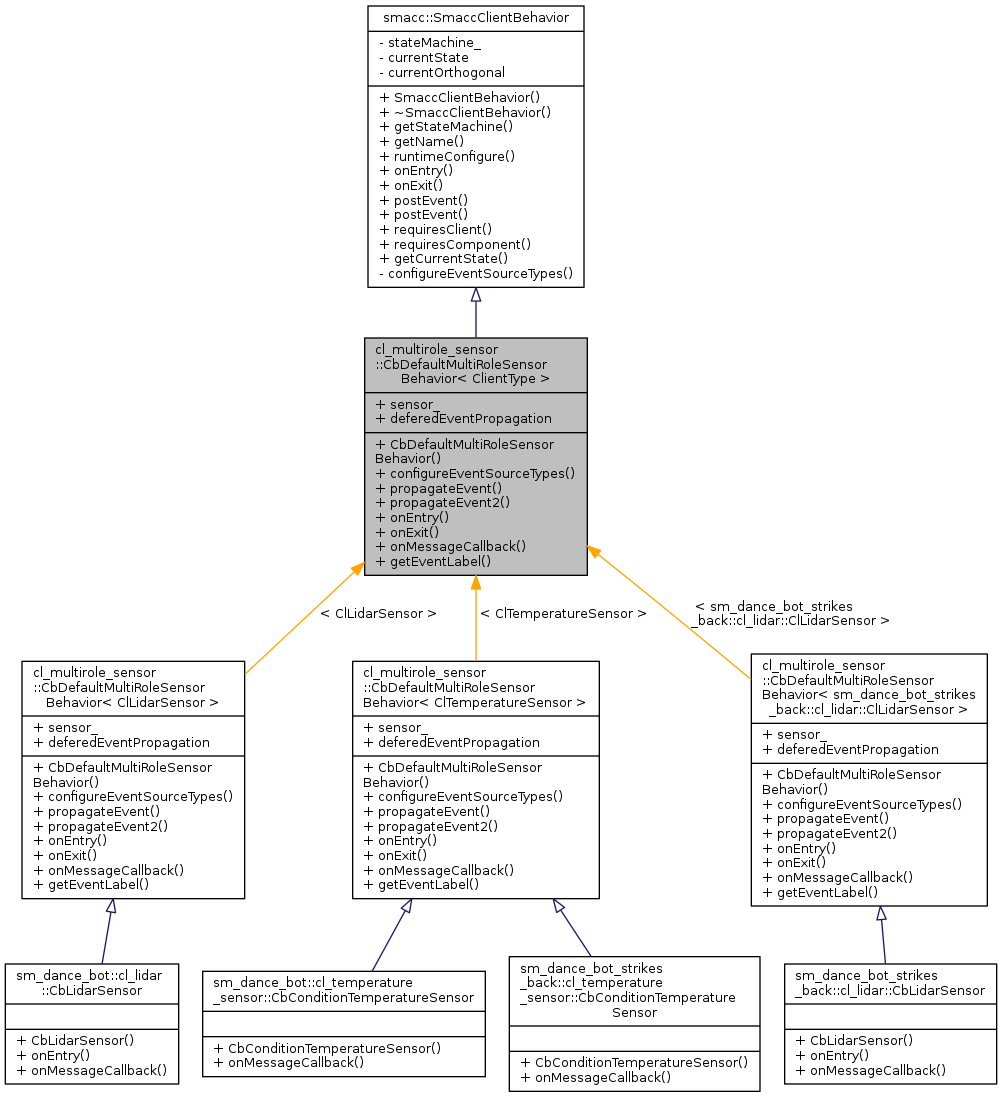 smacc::SmaccClientBehavior
- stateMachine_
- currentState
- currentOrthogonal
+ SmaccClientBehavior()
+ ~SmaccClientBehavior()
+ getStateMachine()
+ getName()
+ runtimeConfigure()
+ onEntry()
+ onExit()
+ postEvent()
+ postEvent()
+ requiresClient()
+ requiresComponent()
+ getCurrentState()
- configureEventSourceTypes()
cl_multirole_sensor
::CbDefaultMultiRoleSensor
Behavior< ClientType >
+ sensor_
+ deferedEventPropagation
+ CbDefaultMultiRoleSensor
Behavior()
+ configureEventSourceTypes()
+ propagateEvent()
+ propagateEvent2()
+ onEntry()
+ onExit()
+ onMessageCallback()
+ getEventLabel()
< ClLidarSensor >
< ClTemperatureSensor >
< sm_dance_bot_strikes
_back::cl_lidar::ClLidarSensor >
cl_multirole_sensor
::CbDefaultMultiRoleSensor
Behavior< ClLidarSensor >
+ sensor_
+ deferedEventPropagation
+ CbDefaultMultiRoleSensor
Behavior()
+ configureEventSourceTypes()
+ propagateEvent()
+ propagateEvent2()
+ onEntry()
+ onExit()
+ onMessageCallback()
+ getEventLabel()
cl_multirole_sensor
::CbDefaultMultiRoleSensor
Behavior< ClTemperatureSensor >
+ sensor_
+ deferedEventPropagation
+ CbDefaultMultiRoleSensor
Behavior()
+ configureEventSourceTypes()
+ propagateEvent()
+ propagateEvent2()
+ onEntry()
+ onExit()
+ onMessageCallback()
+ getEventLabel()
cl_multirole_sensor
::CbDefaultMultiRoleSensor
Behavior< sm_dance_bot_strikes
_back::cl_lidar::ClLidarSensor >
+ sensor_
+ deferedEventPropagation
+ CbDefaultMultiRoleSensor
Behavior()
+ configureEventSourceTypes()
+ propagateEvent()
+ propagateEvent2()
+ onEntry()
+ onExit()
+ onMessageCallback()
+ getEventLabel()
sm_dance_bot::cl_lidar
::CbLidarSensor
+ CbLidarSensor()
+ onEntry()
+ onMessageCallback()
sm_dance_bot::cl_temperature
_sensor::CbConditionTemperatureSensor
+ CbConditionTemperatureSensor()
+ onMessageCallback()
sm_dance_bot_strikes
_back::cl_temperature
_sensor::CbConditionTemperature
Sensor
+ CbConditionTemperatureSensor()
+ onMessageCallback()
sm_dance_bot_strikes
_back::cl_lidar::CbLidarSensor
+ CbLidarSensor()
+ onEntry()
+ onMessageCallback()